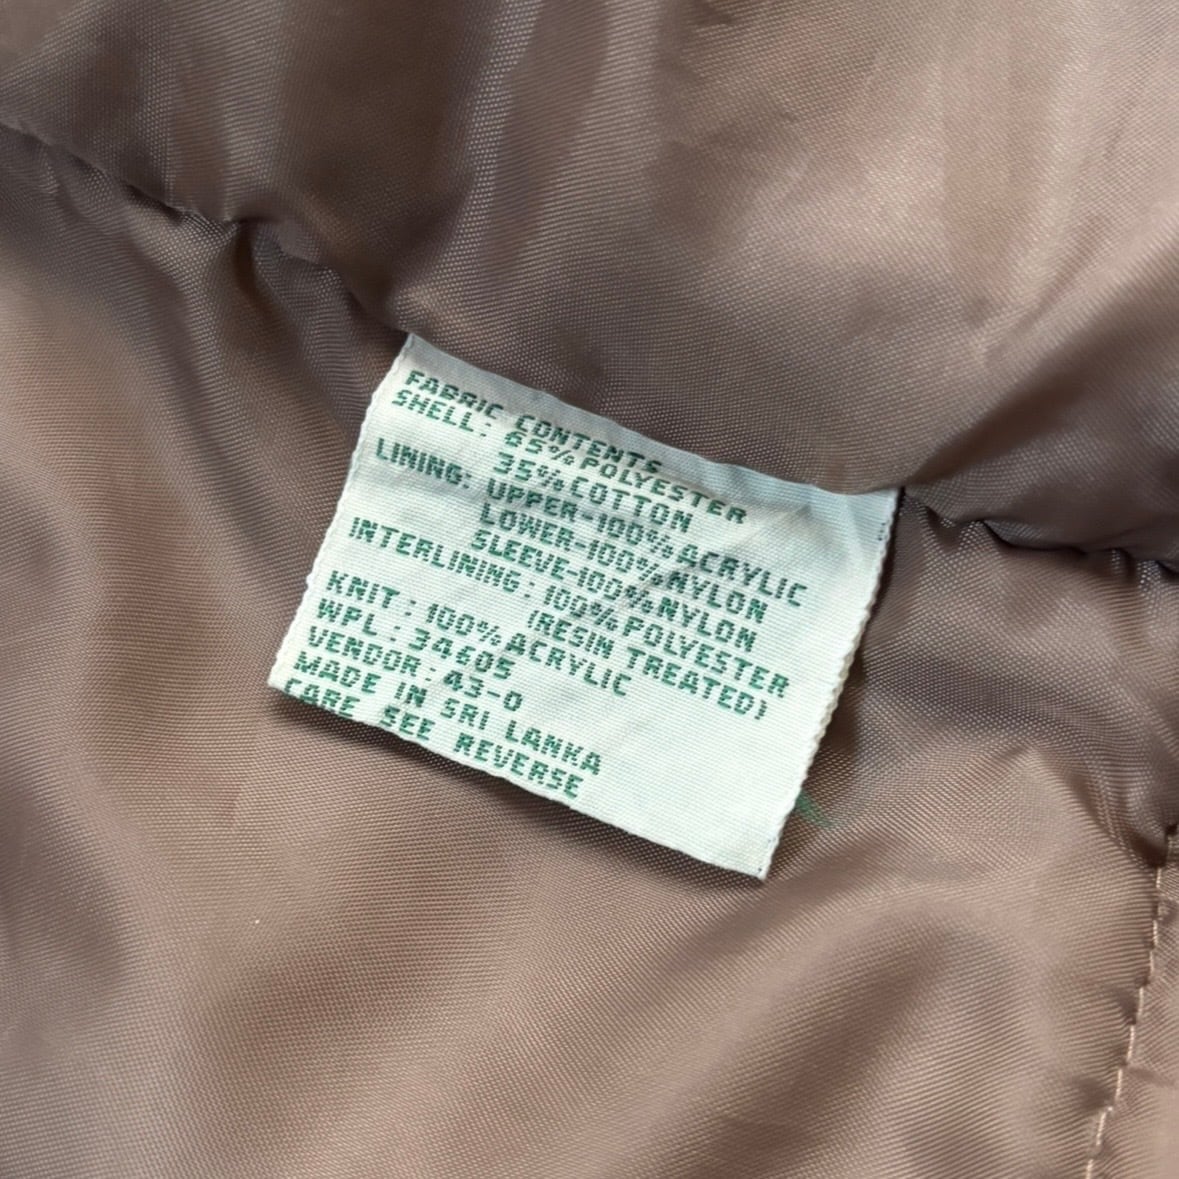 FABRIC CONTENTS
SHELL: 65% POLYESTER
35% COTTON
LINING: UPPER-100% ACRYLIC
LOWER-100% NYLON
SLEEVE-100% NYLON
INTERLINING: 100% POLYESTER
(RESIN TREATED)
KNIT: 100% ACRYLIC
WPL: 34605
VENDOR: 43-0
MADE IN SRI LANKA
CARE SEE REVERSE